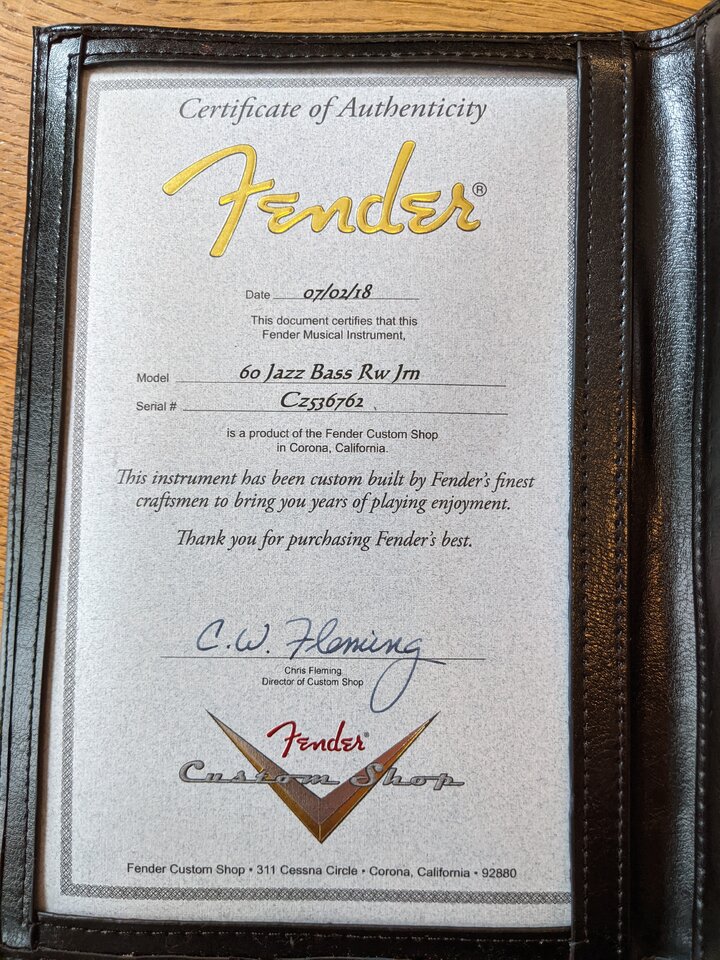 Certificate of Authenticity
Fender®
Date 07/02/18
This document certifies that this
Fender Musical Instrument,
Model 60 Jazz Bass Rw Jrn
Serial # Cz536762
is a product of the Fender Custom Shop
in Corona, California.
This instrument has been custom built by Fender's finest
craftsmen to bring you years of playing enjoyment.
Thank you for purchasing Fender's best.
C.W. Fleming
Chris Fleming
Director of Custom Shop
Fender®
Custom Shop
Fender Custom Shop • 311 Cessna Circle • Corona, California • 92880